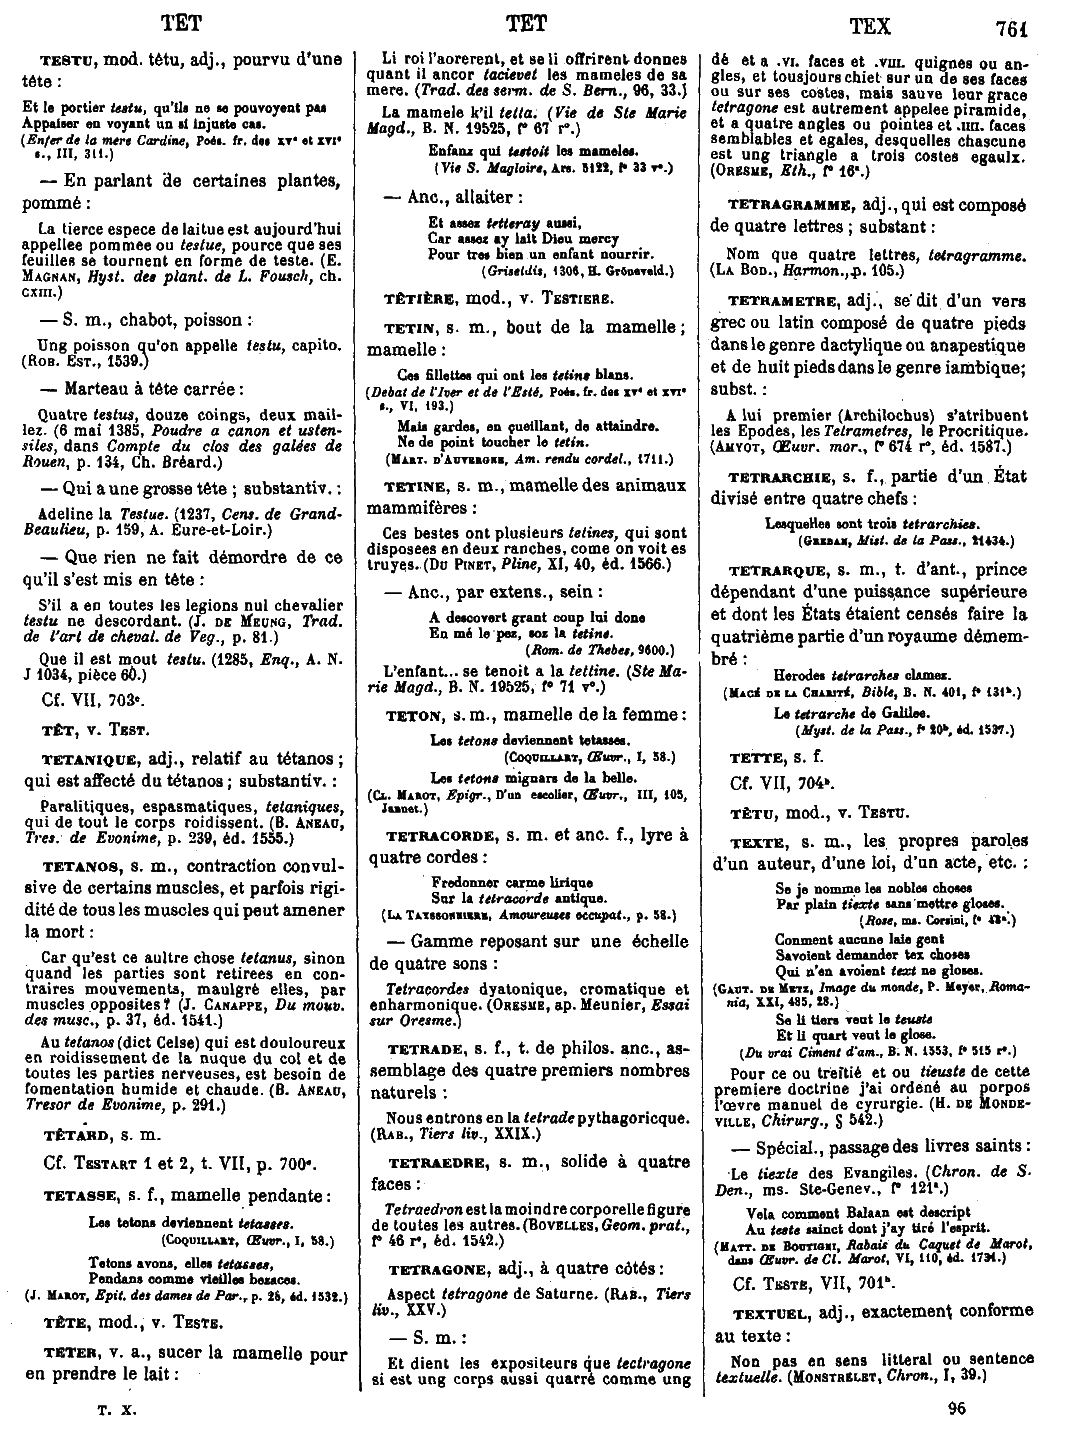 TET
TET
TEX
761
TESTU, mod. têtu, adj., pourvu d'une
tête :
Et le portier testu, qu'ils ne se pouvoyent pas
Appaiser en voyant un si injuste cas.
(Enfer de la mere Cardine, Poés. fr. des XVe et XVIe
s., III, 311.)
— En parlant de certaines plantes,
pommé :
La tierce espece de laitue est aujourd'hui
appellee pommee ou testue, pource que ses
feuilles se tournent en forme de teste. (E.
MAGNAN, Hyst. des plant. de L. Fousch, ch.
CXIII.)
— S. m., chabot, poisson :
Ung poisson qu'on appelle testu, capito.
(ROB. EST., 1539.)
— Marteau à tête carrée :
Quatre testus, douze coings, deux mail-
lez. (6 mai 1385, Poudre a canon et usten-
siles, dans Compte du clos des galées de
Rouen, p. 134, Ch. Bréard.)
— Qui a une grosse tête ; substantiv. :
Adeline la Testue. (1237, Cens. de Grand-
Beaulieu, p. 159, A. Eure-et-Loir.)
— Que rien ne fait démordre de ce
qu'il s'est mis en tête :
S'il a en toutes les legions nul chevalier
testu ne descordant. (J. DE MEUNG, Trad.
de l'art de cheval. de Veg., p. 81.)
Que il est mout testu. (1285, Enq., A. N.
J 1034, pièce 60.)
Cf. VII, 703c.
TÊT, v. TEST.
TETANIQUE, adj., relatif au tétanos ;
qui est affecté du tétanos ; substantiv. :
Paralitiques, espasmatiques, tetaniques,
qui de tout le corps roidissent. (B. ANEAU,
Tres. de Evonime, p. 239, éd. 1555.)
TETANOS, s. m., contraction convul-
sive de certains muscles, et parfois rigi-
dité de tous les muscles qui peut amener
la mort :
Car qu'est ce aultre chose tetanus, sinon
quand les parties sont retirees en con-
traires mouvements, maulgré elles, par
muscles opposites ? (J. CANAPPE, Du mouv.
des musc., p. 37, éd. 1541.)
Au tetanos (dict Celse) qui est douloureux
en roidissement de la nuque du col et de
toutes les parties nerveuses, est besoin de
fomentation humide et chaude. (B. ANEAU,
Tresor de Evonime, p. 291.)
TÊTARD, s. m.
Cf. TESTART 1 et 2, t. VII, p. 700a.
TETASSE, s. f., mamelle pendante :
Les tetons deviennent tetasses.
(COQUILLART, Œuvr., I, 58.)
Tetons avons, elles tetasses,
Pendans comme vieilles bezaces.
(J. MAROT, Epit. des dames de Par., p. 26, éd. 1532.)
TÊTE, mod., v. TESTE.
TÉTER, v. a., sucer la mamelle pour
en prendre le lait :
T. X.
Li roi l'aorerent, et se li offrirent donnes
quant il ancor tacievet les mameles de sa
mere. (Trad. des serm. de S. Bern., 96, 33.)
La mamele k'il tetta. (Vie de Ste Marie
Magd., B. N. 19525, f° 67 r°.)
Enfanz qui testoit les mameles.
(Vie S. Magloire, Ars. 5122, f° 33 v°.)
— Anc., allaiter :
Et assez tetteray aussi,
Car assez ay lait Dieu mercy
Pour tres bien un enfant nourrir.
(Griseldis, 1306, H. Gröneveld.)
TÊTIÈRE, mod., v. TESTIERE.
TETIN, s. m., bout de la mamelle ;
mamelle :
Ces fillettes qui ont les tetins blans.
(Debat de l'Iver et de l'Esté, Poés. fr. des XVe et XVIe
s., VI, 193.)
Mais gardes, en çueillant, de attaindre.
Ne de point toucher le tetin.
(MART. D'AUVERGNE, Am. rendu cordel., 1711.)
TETINE, s. m., mamelle des animaux
mammifères :
Ces bestes ont plusieurs tetines, qui sont
disposees en deux ranches, come on voit es
truyes. (DU PINET, Pline, XI, 40, éd. 1566.)
— Anc., par extens., sein :
A descovert grant coup lui done
En mé le pez, soz la tetine.
(Rom. de Thebes, 9600.)
L'enfant... se tenoit a la tettine. (Ste Ma-
rie Magd., B. N. 19525, f° 71 v°.)
TETON, s. m., mamelle de la femme :
Les tetons deviennent tetasses.
(COQUILLART, Œuvr., I, 58.)
Les tetons mignars de la belle.
(CL. MAROT, Epigr., D'un escolier, Œuvr., III, 105,
Jannet.)
TETRACORDE, s. m. et anc. f., lyre à
quatre cordes :
Fredonner carme lirique
Sur la tetracorde antique.
(LA TAYSSONNIERE, Amoureuses occupat., p. 58.)
— Gamme reposant sur une échelle
de quatre sons :
Tetracordes dyatonique, cromatique et
enharmonique. (ORESME, ap. Meunier, Essai
sur Oresme.)
TETRADE, s. f., t. de philos. anc., as-
semblage des quatre premiers nombres
naturels :
Nous entrons en la tetrade pythagoricque.
(RAB., Tiers liv., XXIX.)
TETRAEDRE, s. m., solide à quatre
faces :
Tetraedron est la moindre corporelle figure
de toutes les autres. (BOVELLES, Geom. prat.,
f° 46 r°, éd. 1542.)
TETRAGONE, adj., à quatre côtés :
Aspect tetragone de Saturne. (RAB., Tiers
liv., XXV.)
— S. m. :
Et dient les expositeurs que tectragone
si est ung corps aussi quarré comme ung
dé et a .VI. faces et .VIII. quignes ou an-
gles, et tousjours chiet sur un de ses faces
ou sur ses costes, mais sauve leur grace
tetragone est autrement appelee piramide,
et a quatre angles ou pointes et .IIII. faces
semblables et egales, desquelles chascune
est ung triangle a trois costes egaulx.
(ORESME, Eth., f° 16a.)
TETRAGRAMME, adj., qui est composé
de quatre lettres ; substant :
Nom que quatre lettres, tetragramme.
(LA BOD., Harmon., p. 105.)
TETRAMETRE, adj., se dit d'un vers
grec ou latin composé de quatre pieds
dans le genre dactylique ou anapestique
et de huit pieds dans le genre iambique;
subst. :
A lui premier (Archilochus) s'atribuent
les Epodes, les Tetrametres, le Procritique.
(AMYOT, Œuvr. mor., f° 674 r°, éd. 1587.)
TETRARCHIE, s. f., partie d'un État
divisé entre quatre chefs :
Lesquelles sont trois tetrarchies.
(GREBAN, Mist. de la Pass., 21434.)
TETRARQUE, s. m., t. d'ant., prince
dépendant d'une puissance supérieure
et dont les États étaient censés faire la
quatrième partie d'un royaume démem-
bré :
Herodes tetrarches clamez.
(MACÉ DE LA CHARITÉ, Bible, B. N. 401, f° 131b.)
Le tetrarche de Galilee.
(Myst. de la Pass., f° 20b, éd. 1537.)
TETTE, s. f.
Cf. VII, 704b.
TÊTU, mod., v. TESTU.
TEXTE, s. m., les propres paroles
d'un auteur, d'une loi, d'un acte, etc. :
Se je nomme les nobles choses
Par plain tiexte sans mettre gloses.
(Rose, ms. Corsini, f° 43a.)
Conment aucune laie gent
Savoient demander tex choses
Qui n'en avoient text ne gloses.
(GAUT. DE METZ, Image du monde, P. Meyer, Roma-
nia, XXI, 485, 28.)
Se li tiers veut le teuste
Et li quart veut le glose.
(Du vrai Ciment d'am., B. N. 1553, f° 515 r°.)
Pour ce ou treïtié et ou tieuste de cette
premiere doctrine j'ai ordené au porpos
l'œvre manuel de cyrurgie. (H. DE MONDE-
VILLE, Chirurg., § 542.)
— Spécial., passage des livres saints :
Le tiexte des Evangiles. (Chron. de S.
Den., ms. Ste-Genev., f° 121a.)
Vela comment Balaan est descript
Au teste sainct dont j'ay tiré l'esprit.
(MATT. DE BOUTIGNI, Rabais du Caquet de Marot,
dans Œuvr. de Cl. Marot, VI, 110, éd. 1731.)
Cf. TESTE, VII, 701b.
TEXTUEL, adj., exactement conforme
au texte :
Non pas en sens litteral ou sentence
textuelle. (MONSTRELET, Chron., I, 39.)
96